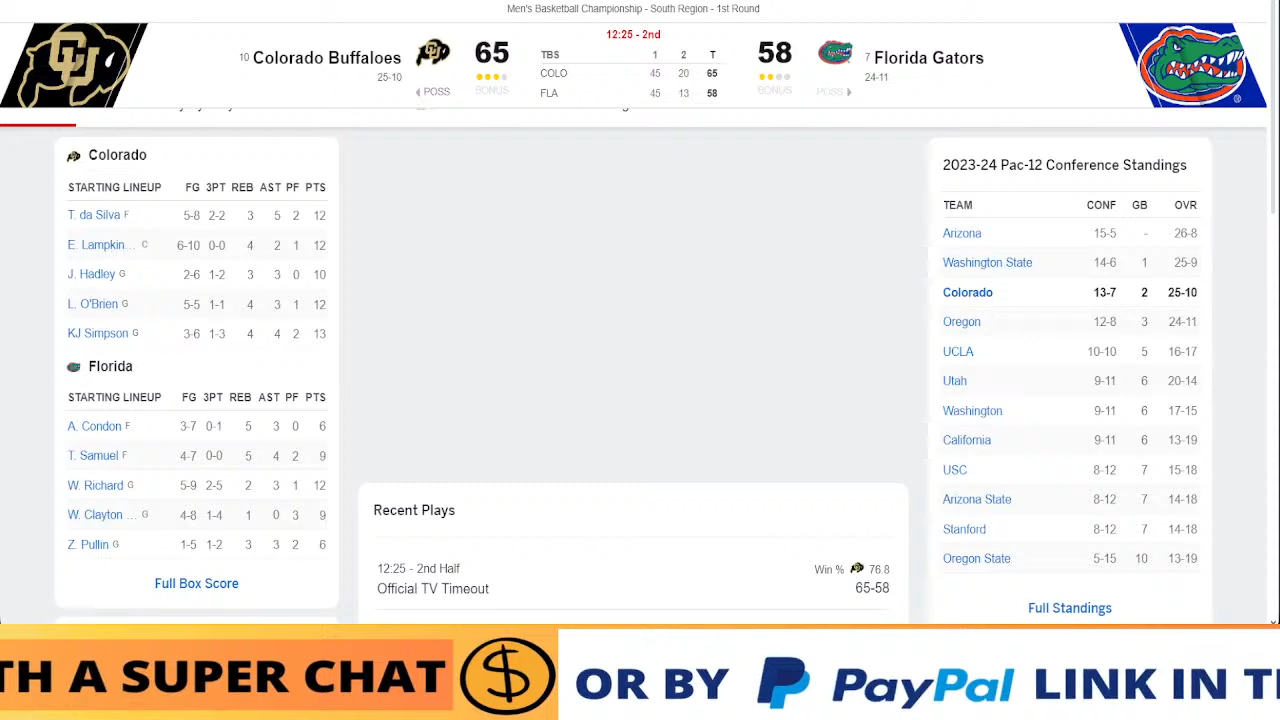 Men's Basketball Championship - South Region - 1st Round
10 Colorado Buffaloes
25-10
65
BONUS
POSS
12:25 - 2nd
TBS 1 2 T
COLO 45 20 65
FLA 45 13 58
58
BONUS
POSS
7 Florida Gators
24-11
Colorado
STARTING LINEUP FG 3PT REB AST PF PTS
T. da Silva F 5-8 2-2 3 5 2 12
E. Lampkin... C 6-10 0-0 4 2 1 12
J. Hadley G 2-6 1-2 3 3 0 10
L. O'Brien G 5-5 1-1 4 3 1 12
KJ Simpson G 3-6 1-3 4 4 2 13
Florida
STARTING LINEUP FG 3PT REB AST PF PTS
A. Condon F 3-7 0-1 5 3 0 6
T. Samuel F 4-7 0-0 5 4 2 9
W. Richard G 5-9 2-5 2 3 1 12
W. Clayton ... G 4-8 1-4 1 0 3 9
Z. Pullin G 1-5 1-2 3 3 2 6
Full Box Score
Recent Plays
12:25 - 2nd Half
Win % 76.8
Official TV Timeout
65-58
2023-24 Pac-12 Conference Standings
TEAM CONF GB OVR
Arizona 15-5 - 26-8
Washington State 14-6 1 25-9
Colorado 13-7 2 25-10
Oregon 12-8 3 24-11
UCLA 10-10 5 16-17
Utah 9-11 6 20-14
Washington 9-11 6 17-15
California 9-11 6 13-19
USC 8-12 7 15-18
Arizona State 8-12 7 14-18
Stanford 8-12 7 14-18
Oregon State 5-15 10 13-19
Full Standings
TH A SUPER CHAT $ OR BY PayPal LINK IN T